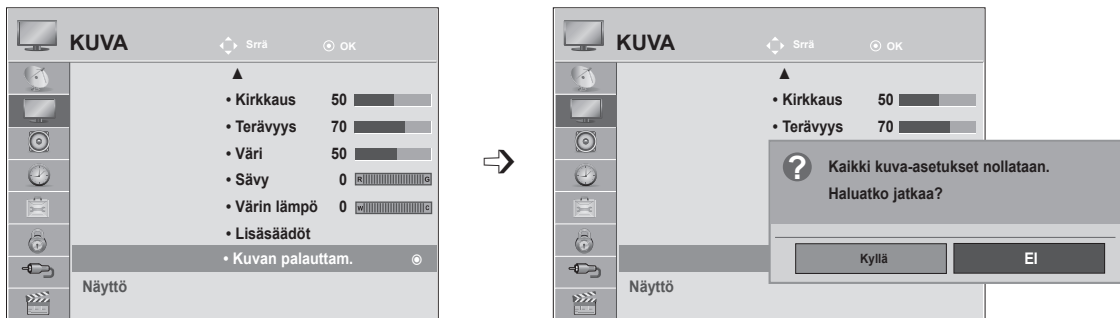 KUVA Srrä OK
▲
• Kirkkaus 50
• Terävyys 70
• Väri 50
• Sävy 0 R G
• Värin lämpö 0 W C
• Lisäsäädöt
• Kuvan palauttam.
Näyttö
KUVA Srrä OK
▲
• Kirkkaus 50
• Terävyys 70
? Kaikki kuva-asetukset nollataan.
Haluatko jatkaa?
Kyllä EI
Näyttö